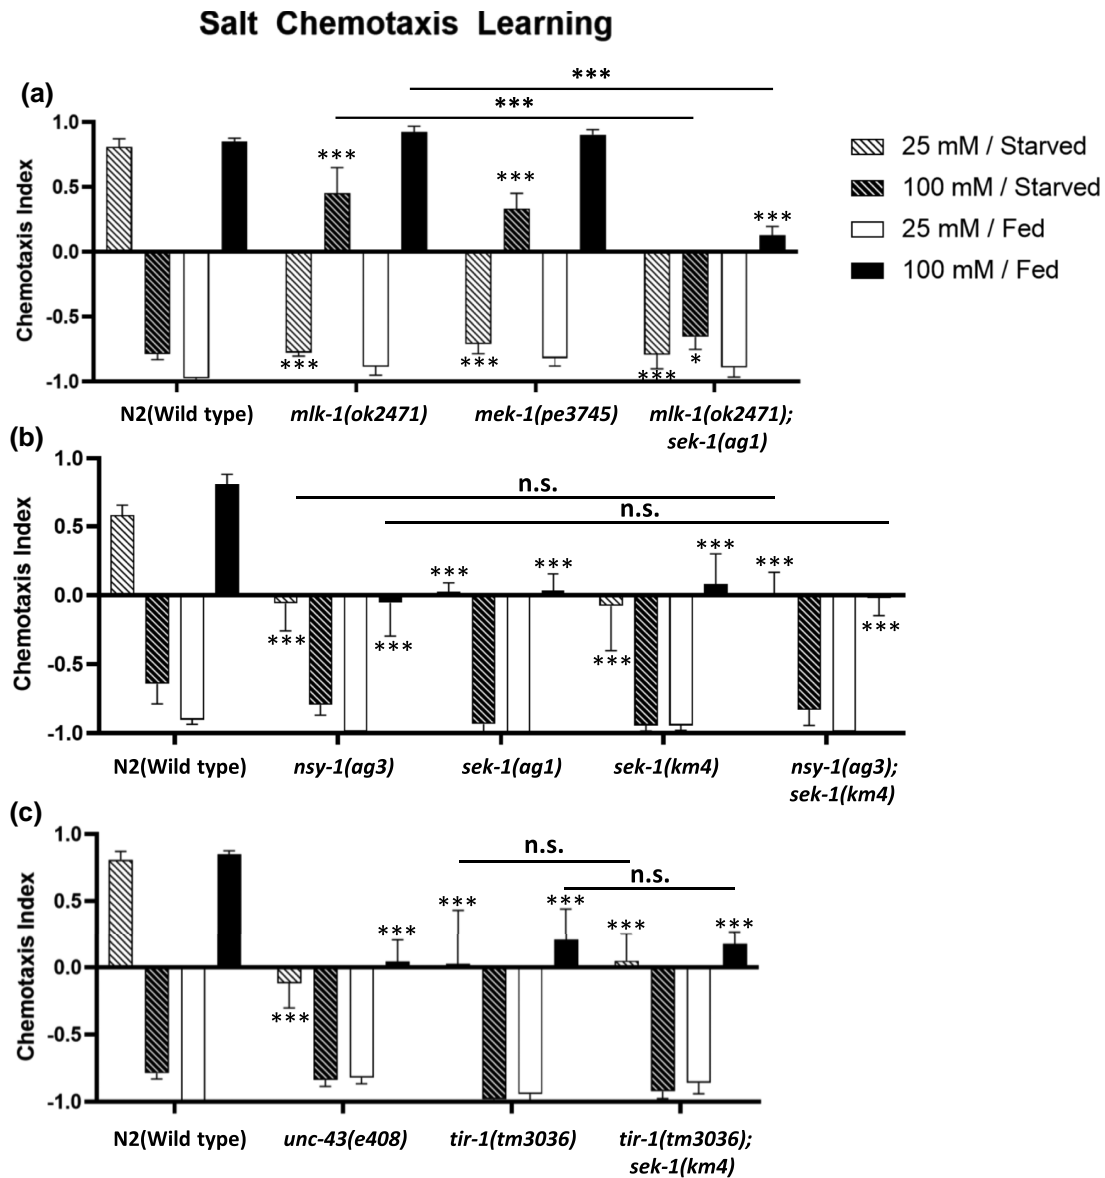 Salt Chemotaxis Learning
(a)
***
***
1.0
0.5
0.0
-0.5
-1.0
Chemotaxis Index
***
***
***
***
***
***
*
N2(Wild type)
mlk-1(ok2471)
mek-1(pe3745)
mlk-1(ok2471);
sek-1(ag1)
25 mM / Starved
100 mM / Starved
25 mM / Fed
100 mM / Fed
(b)
1.0
0.5
0.0
-0.5
-1.0
Chemotaxis Index
n.s.
n.s.
***
***
***
***
***
***
***
***
N2(Wild type)
nsy-1(ag3)
sek-1(ag1)
sek-1(km4)
nsy-1(ag3);
sek-1(km4)
(c)
1.0
0.5
0.0
-0.5
-1.0
Chemotaxis Index
n.s.
n.s.
***
***
***
***
***
***
N2(Wild type)
unc-43(e408)
tir-1(tm3036)
tir-1(tm3036);
sek-1(km4)